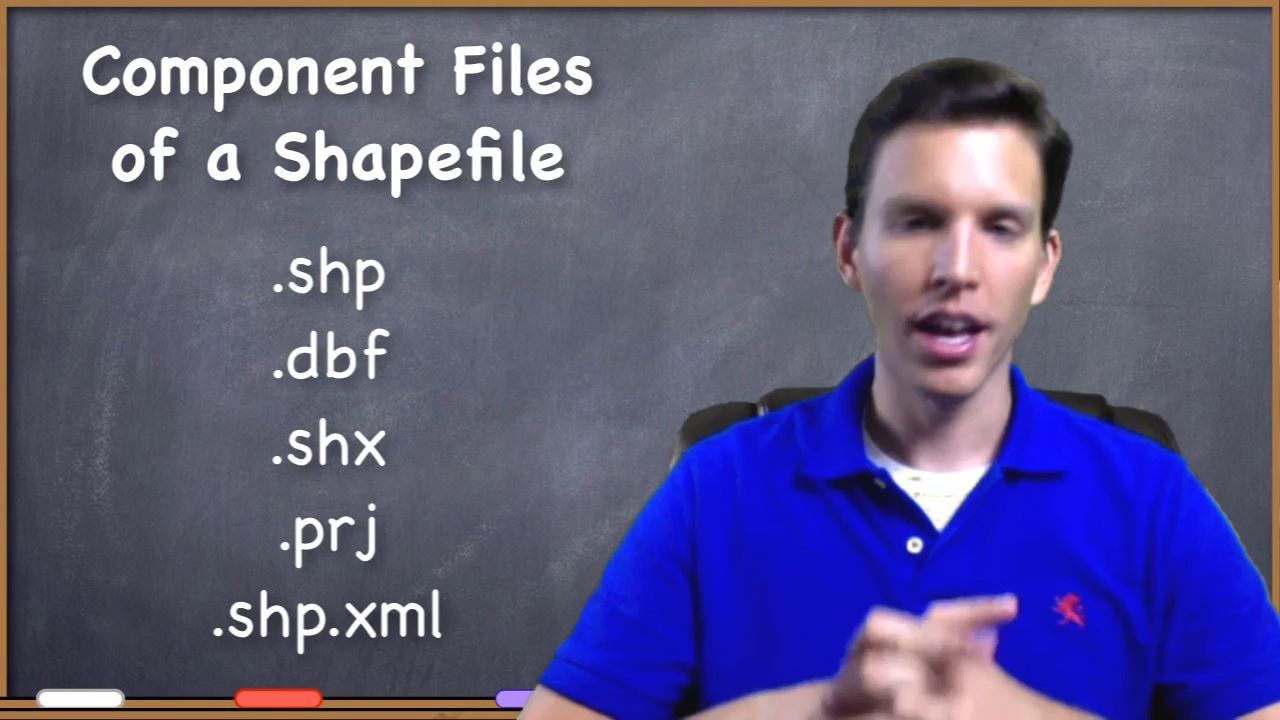 Component Files
of a Shapefile
.shp
.dbf
.shx
.prj
.shp.xml